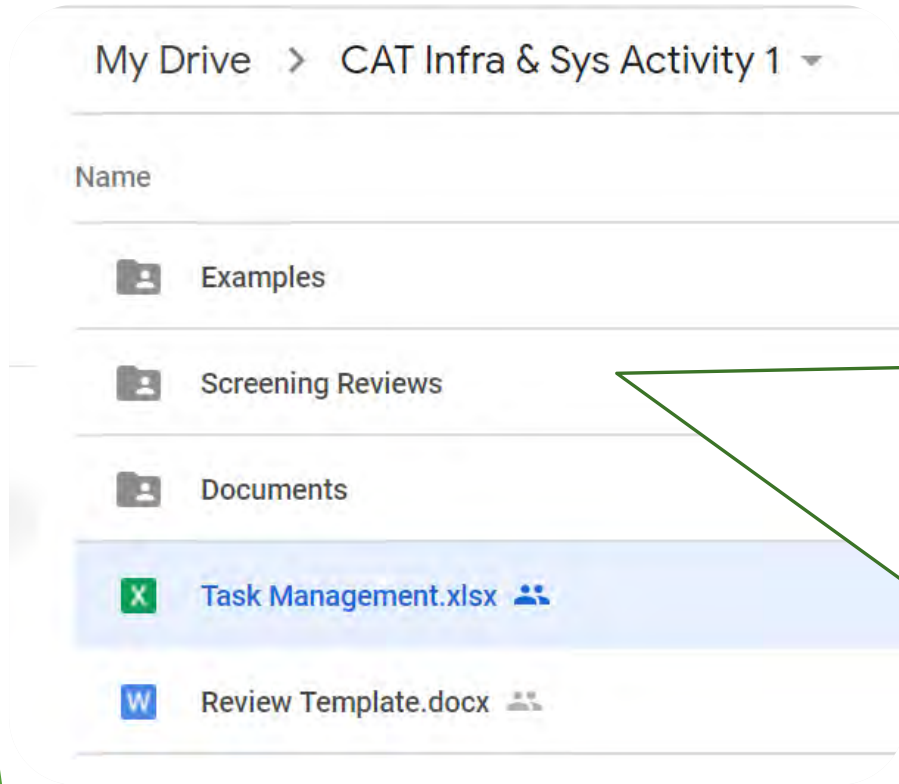 My Drive > CAT Infra & Sys Activity 1
Name
Examples
Screening Reviews
Documents
X Task Management.xlsx
W Review Template.docx